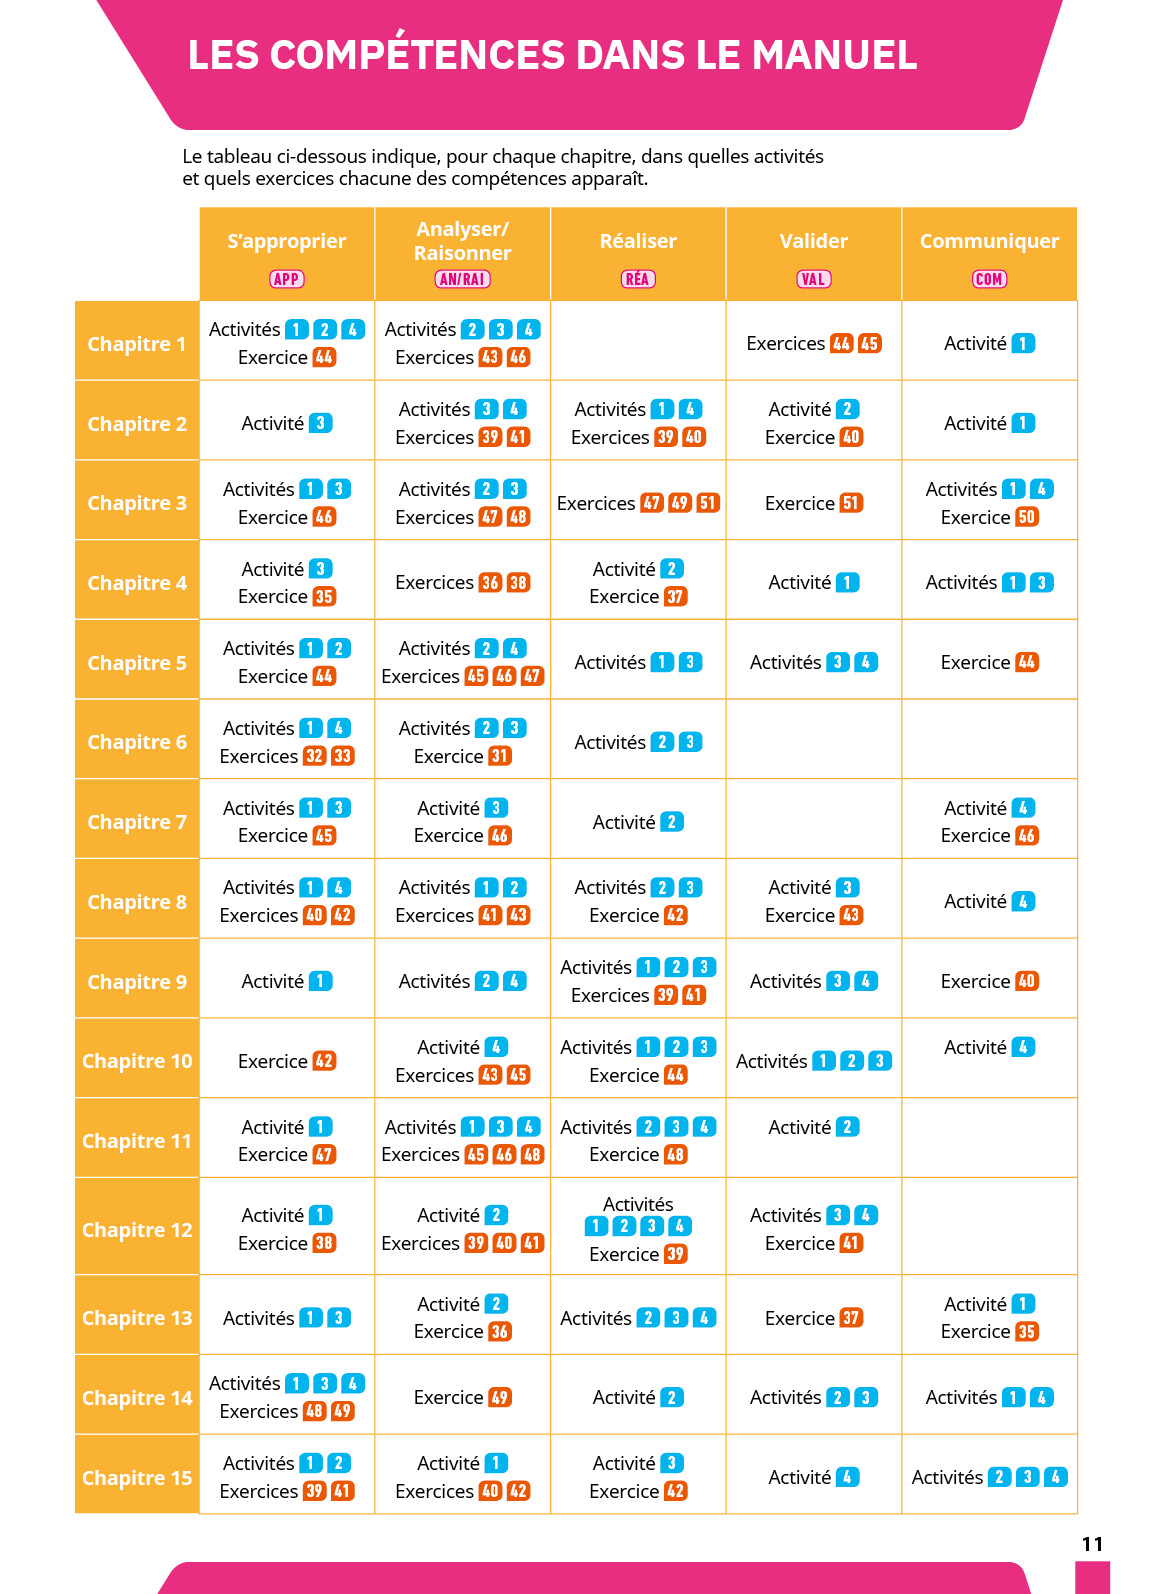 LES COMPÉTENCES DANS LE MANUEL
Le tableau ci-dessous indique, pour chaque chapitre, dans quelles activités
et quels exercices chacune des compétences apparaît.
S’approprier APP
Analyser/
Raisonner AN/RAI
Réaliser RÉA
Valider VAL
Communiquer COM
Chapitre 1
Activités 1 2 4
Exercice 44
Activités 2 3 4
Exercices 43 46
Exercices 44 45
Activité 1
Chapitre 2
Activité 3
Activités 3 4
Exercices 39 41
Activités 1 4
Exercices 39 40
Activité 2
Exercice 40
Activité 1
Chapitre 3
Activités 1 3
Exercice 46
Activités 2 3
Exercices 47 48
Exercices 47 49 51
Exercice 51
Activités 1 4
Exercice 50
Chapitre 4
Activité 3
Exercice 35
Exercices 36 38
Activité 2
Exercice 37
Activité 1
Activités 1 3
Chapitre 5
Activités 1 2
Exercice 44
Activités 2 4
Exercices 45 46 47
Activités 1 3
Activités 3 4
Exercice 44
Chapitre 6
Activités 1 4
Exercices 32 33
Activités 2 3
Exercice 31
Activités 2 3
Chapitre 7
Activités 1 3
Exercice 45
Activité 3
Exercice 46
Activité 2
Activité 4
Exercice 46
Chapitre 8
Activités 1 4
Exercices 40 42
Activités 1 2
Exercices 41 43
Activités 2 3
Exercice 42
Activité 3
Exercice 43
Activité 4
Chapitre 9
Activité 1
Activités 2 4
Activités 1 2 3
Exercices 39 41
Activités 3 4
Exercice 40
Chapitre 10
Exercice 42
Activité 4
Exercices 43 45
Activités 1 2 3
Exercice 44
Activités 1 2 3
Activité 4
Chapitre 11
Activité 1
Exercice 47
Activités 1 3 4
Exercices 45 46 48
Activités 2 3 4
Exercice 48
Activité 2
Chapitre 12
Activité 1
Exercice 38
Activité 2
Exercices 39 40 41
Activités
1 2 3 4
Exercice 39
Activités 3 4
Exercice 41
Chapitre 13
Activités 1 3
Activité 2
Exercice 36
Activités 2 3 4
Exercice 37
Activité 1
Exercice 35
Chapitre 14
Activités 1 3 4
Exercices 48 49
Exercice 49
Activité 2
Activités 2 3
Activités 1 4
Chapitre 15
Activités 1 2
Exercices 39 41
Activité 1
Exercices 40 42
Activité 3
Exercice 42
Activité 4
Activités 2 3 4
11